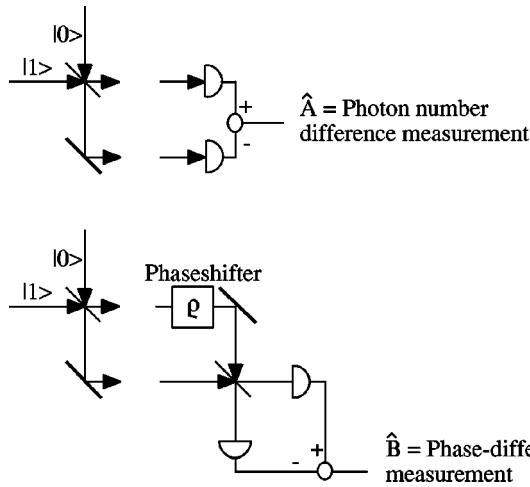 |0>
|1>
+
-
Â = Photon number
difference measurement
|0>
|1>
Phaseshifter
ϱ
+
-
B̂ = Phase-diffe
measurement